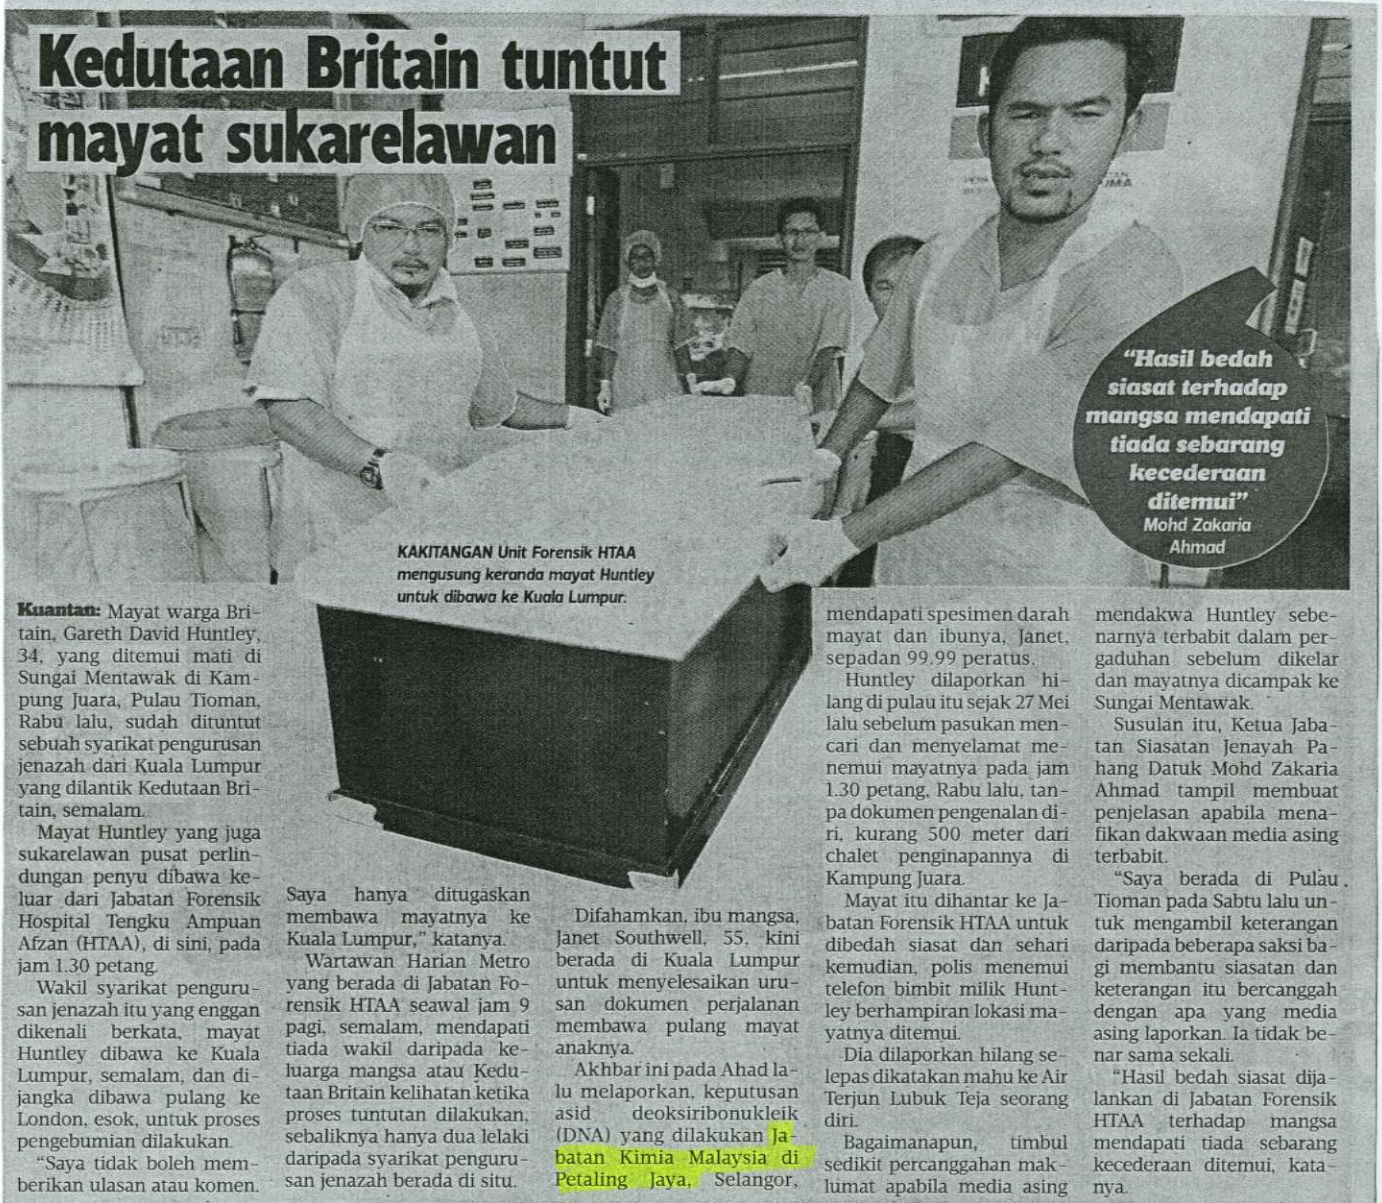 Kedutaan Britain tuntut
mayat sukarelawan
“Hasil bedah
siasat terhadap
mangsa mendapati
tiada sebarang
kecederaan
ditemui”
Mohd Zakaria
Ahmad
KAKITANGAN Unit Forensik HTAA
mengusung keranda mayat Huntley
untuk dibawa ke Kuala Lumpur.
Kuantan: Mayat warga Bri-
tain, Gareth David Huntley,
34, yang ditemui mati di
Sungai Mentawak di Kam-
pung Juara, Pulau Tioman,
Rabu lalu, sudah dituntut
sebuah syarikat pengurusan
jenazah dari Kuala Lumpur
yang dilantik Kedutaan Bri-
tain, semalam.
Mayat Huntley yang juga
sukarelawan pusat perlin-
dungan penyu dibawa ke-
luar dari Jabatan Forensik
Hospital Tengku Ampuan
Afzan (HTAA), di sini, pada
jam 1.30 petang.
Wakil syarikat penguru-
san jenazah itu yang enggan
dikenali berkata, mayat
Huntley dibawa ke Kuala
Lumpur, semalam, dan di-
jangka dibawa pulang ke
London, esok, untuk proses
pengebumian dilakukan.
“Saya tidak boleh mem-
berikan ulasan atau komen.
Saya hanya ditugaskan
membawa mayatnya ke
Kuala Lumpur,” katanya.
Wartawan Harian Metro
yang berada di Jabatan Fo-
rensik HTAA seawal jam 9
pagi, semalam, mendapati
tiada wakil daripada ke-
luarga mangsa atau Kedu-
taan Britain kelihatan ketika
proses tuntutan dilakukan,
sebaliknya hanya dua lelaki
daripada syarikat penguru-
san jenazah berada di situ.
Difahamkan, ibu mangsa,
Janet Southwell, 55, kini
berada di Kuala Lumpur
untuk menyelesaikan uru-
san dokumen perjalanan
membawa pulang mayat
anaknya.
Akhbar ini pada Ahad la-
lu melaporkan, keputusan
asid deoksiribonukleik
(DNA) yang dilakukan Ja-
batan Kimia Malaysia di
Petaling Jaya, Selangor,
mendapati spesimen darah
mayat dan ibunya, Janet,
sepadan 99.99 peratus.
Huntley dilaporkan hi-
lang di pulau itu sejak 27 Mei
lalu sebelum pasukan men-
cari dan menyelamat me-
nemui mayatnya pada jam
1.30 petang, Rabu lalu, tan-
pa dokumen pengenalan di-
ri, kurang 500 meter dari
chalet penginapannya di
Kampung Juara.
Mayat itu dihantar ke Ja-
batan Forensik HTAA untuk
dibedah siasat dan sehari
kemudian, polis menemui
telefon bimbit milik Hunt-
ley berhampiran lokasi ma-
yatnya ditemui.
Dia dilaporkan hilang se-
lepas dikatakan mahu ke Air
Terjun Lubuk Teja seorang
diri.
Bagaimanapun, timbul
sedikit percanggahan mak-
lumat apabila media asing
mendakwa Huntley sebe-
narnya terbabit dalam per-
gaduhan sebelum dikelar
dan mayatnya dicampak ke
Sungai Mentawak.
Susulan itu, Ketua Jaba-
tan Siasatan Jenayah Pa-
hang Datuk Mohd Zakaria
Ahmad tampil membuat
penjelasan apabila mena-
fikan dakwaan media asing
terbabit.
“Saya berada di Pulau
Tioman pada Sabtu lalu un-
tuk mengambil keterangan
daripada beberapa saksi ba-
gi membantu siasatan dan
keterangan itu bercanggah
dengan apa yang media
asing laporkan. Ia tidak be-
nar sama sekali.
“Hasil bedah siasat dija-
lankan di Jabatan Forensik
HTAA terhadap mangsa
mendapati tiada sebarang
kecederaan ditemui, kata-
nya.